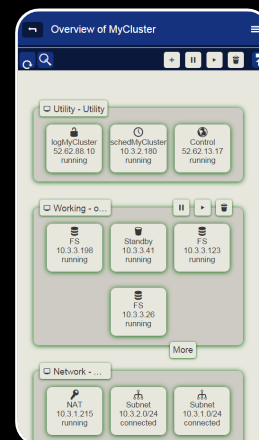 Overview of MyCluster
Utility - Utility
logMyCluster
52.62.88.10
running
schedMyCluster
10.3.2.180
running
Control
52.62.13.17
running
Working - o...
FS
10.3.3.198
running
Standby
10.3.3.41
running
FS
10.3.3.123
running
FS
10.3.3.26
running
More
Network - ...
NAT
10.3.1.215
running
Subnet
10.3.2.0/24
connected
Subnet
10.3.1.0/24
connected